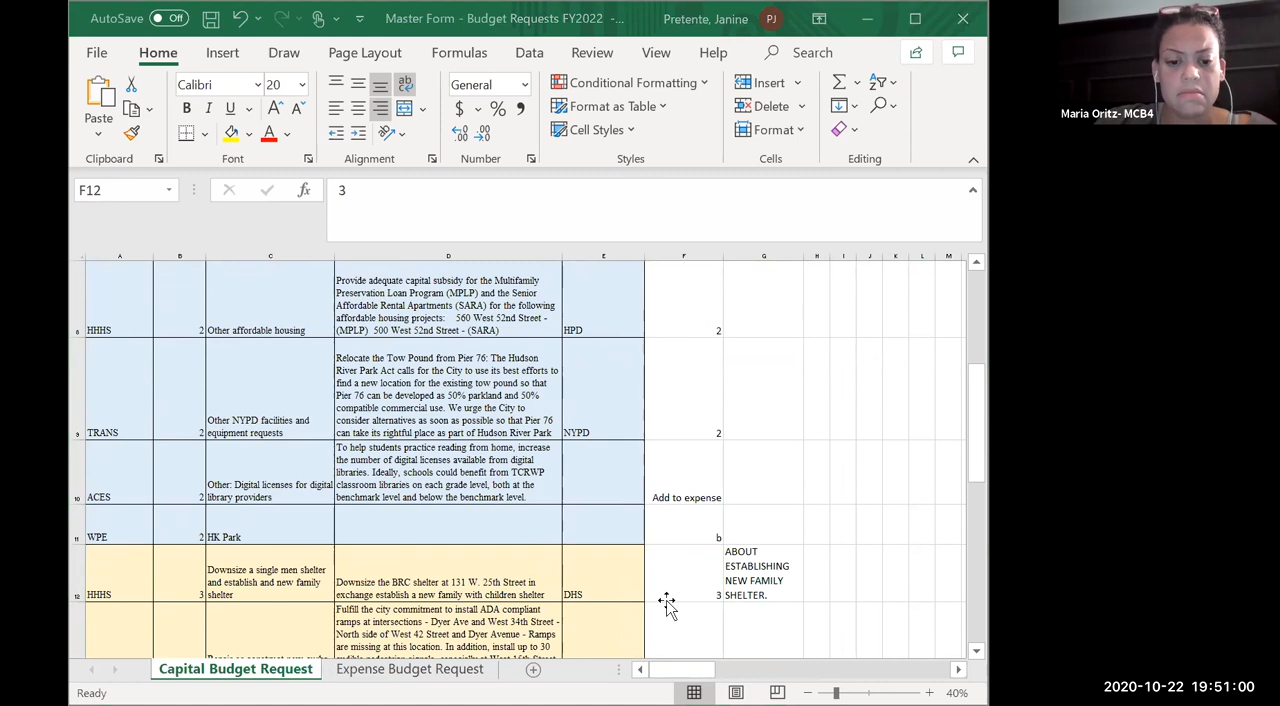 AutoSave Off Master Form - Budget Requests FY2022 -... Pretente, Janine PJ
File Home Insert Draw Page Layout Formulas Data Review View Help Search
Paste Calibri 20 General Conditional Formatting Insert
B I U $ % Format as Table Delete
Cell Styles Format
Clipboard Font Alignment Number Styles Cells Editing
F12 fx 3
A B C D E F G H I J K L M
Provide adequate capital subsidy for the Multifamily
Preservation Loan Program (MPLP) and the Senior
Affordable Rental Apartments (SARA) for the following
affordable housing projects: 560 West 52nd Street -
8 HHHS 2 Other affordable housing (MPLP) 500 West 52nd Street - (SARA) HPD 2
Relocate the Tow Pound from Pier 76: The Hudson
River Park Act calls for the City to use its best efforts to
find a new location for the existing tow pound so that
Pier 76 can be developed as 50% parkland and 50%
compatible commercial use. We urge the City to
Other NYPD facilities and consider alternatives as soon as possible so that Pier 76
9 TRANS 2 equipment requests can take its rightful place as part of Hudson River Park NYPD 2
To help students practice reading from home, increase
the number of digital licenses available from digital
libraries. Ideally, schools could benefit from TCRWP
Other: Digital licenses for digital classroom libraries on each grade level, both at the
10 ACES 2 library providers benchmark level and below the benchmark level. Add to expense
11 WPE 2 HK Park b
ABOUT
ESTABLISHING
NEW FAMILY
SHELTER.
Downsize a single men shelter
and establish and new family Downsize the BRC shelter at 131 W. 25th Street in
12 HHHS 3 shelter exchange establish a new family with children shelter DHS 3
Fulfill the city commitment to install ADA compliant
ramps at intersections - Dyer Ave and West 34th Street -
North side of West 42 Street and Dyer Avenue - Ramps
are missing at this location. In addition, install up to 30
Capital Budget Request Expense Budget Request
Ready 40%
Maria Oritz- MCB4
2020-10-22 19:51:00